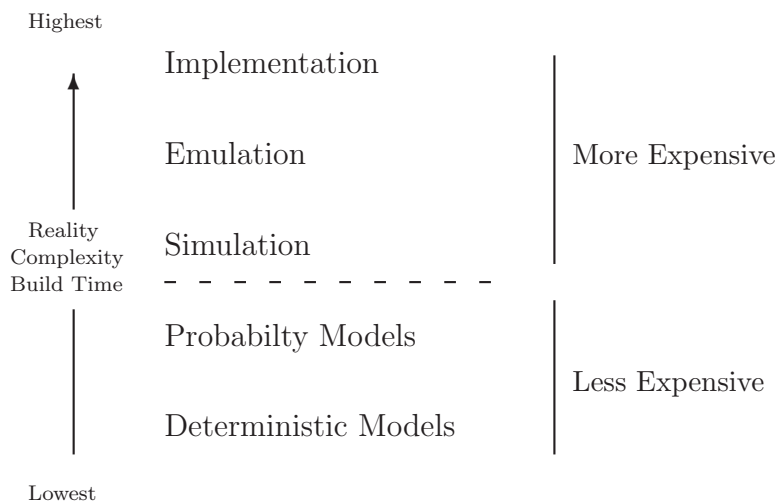 Highest
Implementation
Emulation
More Expensive
Reality
Complexity
Build Time
Simulation
Probabilty Models
Less Expensive
Deterministic Models
Lowest